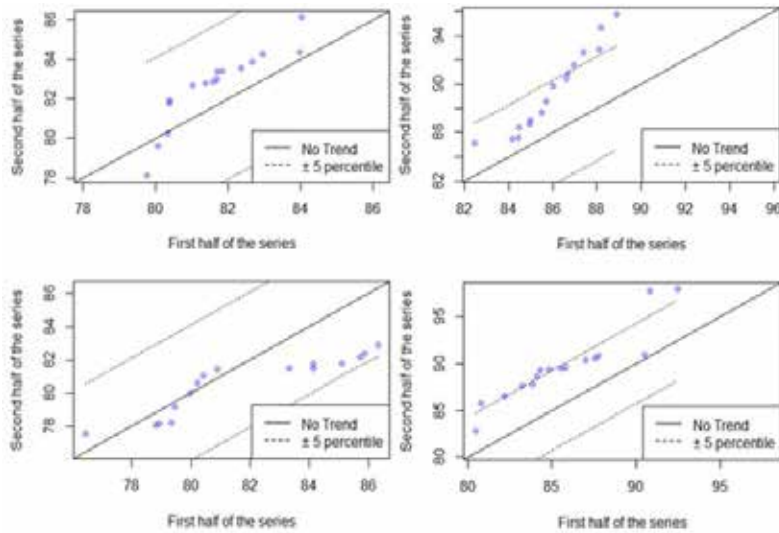 86
84
82
80
78
Second half of the series
No Trend
± 5 percentile
78 80 82 84 86
First half of the series
94
90
86
82
Second half of the series
No Trend
± 5 percentile
82 84 86 88 90 92 94 96
First half of the series
86
84
82
80
78
Second half of the series
No Trend
± 5 percentile
78 80 82 84 86
First half of the series
95
90
85
80
Second half of the series
No Trend
± 5 percentile
80 85 90 95
First half of the series